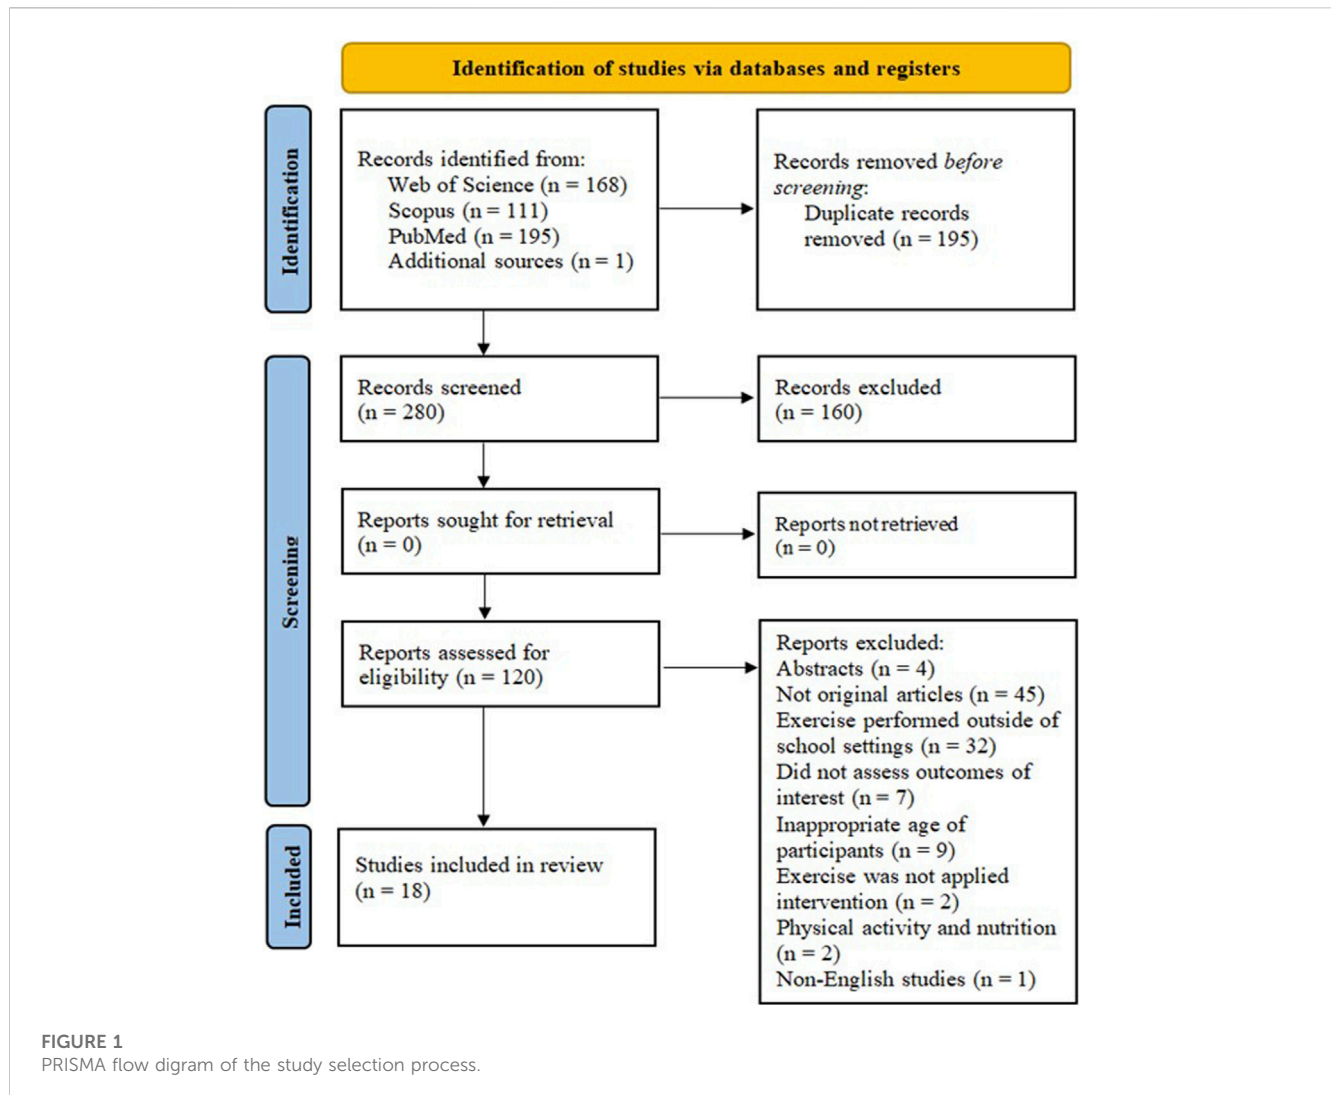 Identification of studies via databases and registers
Identification
Records identified from:
Web of Science (n = 168)
Scopus (n = 111)
PubMed (n = 195)
Additional sources (n = 1)
Records removed before
screening:
Duplicate records
removed (n = 195)
Screening
Records screened
(n = 280)
Records excluded
(n = 160)
Reports sought for retrieval
(n = 0)
Reports not retrieved
(n = 0)
Reports assessed for
eligibility (n = 120)
Reports excluded:
Abstracts (n = 4)
Not original articles (n = 45)
Exercise performed outside of
school settings (n = 32)
Did not assess outcomes of
interest (n = 7)
Inappropriate age of
participants (n = 9)
Exercise was not applied
intervention (n = 2)
Physical activity and nutrition
(n = 2)
Non-English studies (n = 1)
Included
Studies included in review
(n = 18)
FIGURE 1
PRISMA flow digram of the study selection process.